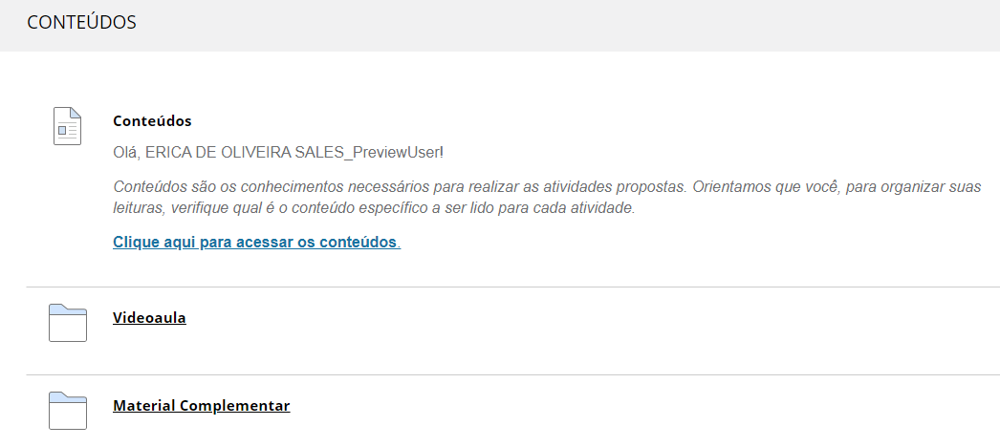 CONTEÚDOS
Conteúdos
Olá, ERICA DE OLIVEIRA SALES_PreviewUser!
Conteúdos são os conhecimentos necessários para realizar as atividades propostas. Orientamos que você, para organizar suas
leituras, verifique qual é o conteúdo específico a ser lido para cada atividade.
Clique aqui para acessar os conteúdos.
Videoaula
Material Complementar